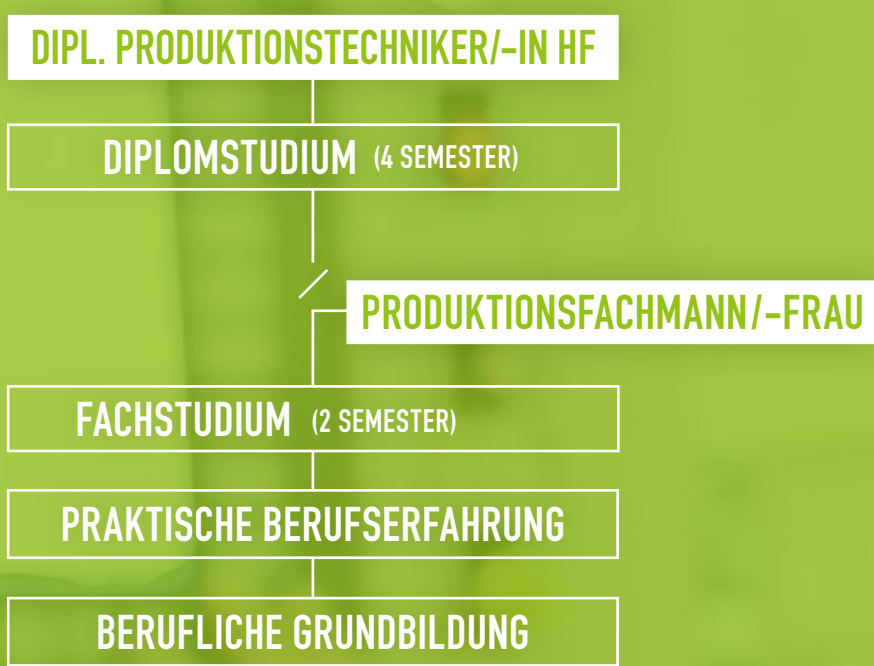 DIPL. PRODUKTIONSTECHNIKER/-IN HF
DIPLOMSTUDIUM (4 SEMESTER)
PRODUKTIONSFACHMANN/-FRAU
FACHSTUDIUM (2 SEMESTER)
PRAKTISCHE BERUFSERFAHRUNG
BERUFLICHE GRUNDBILDUNG